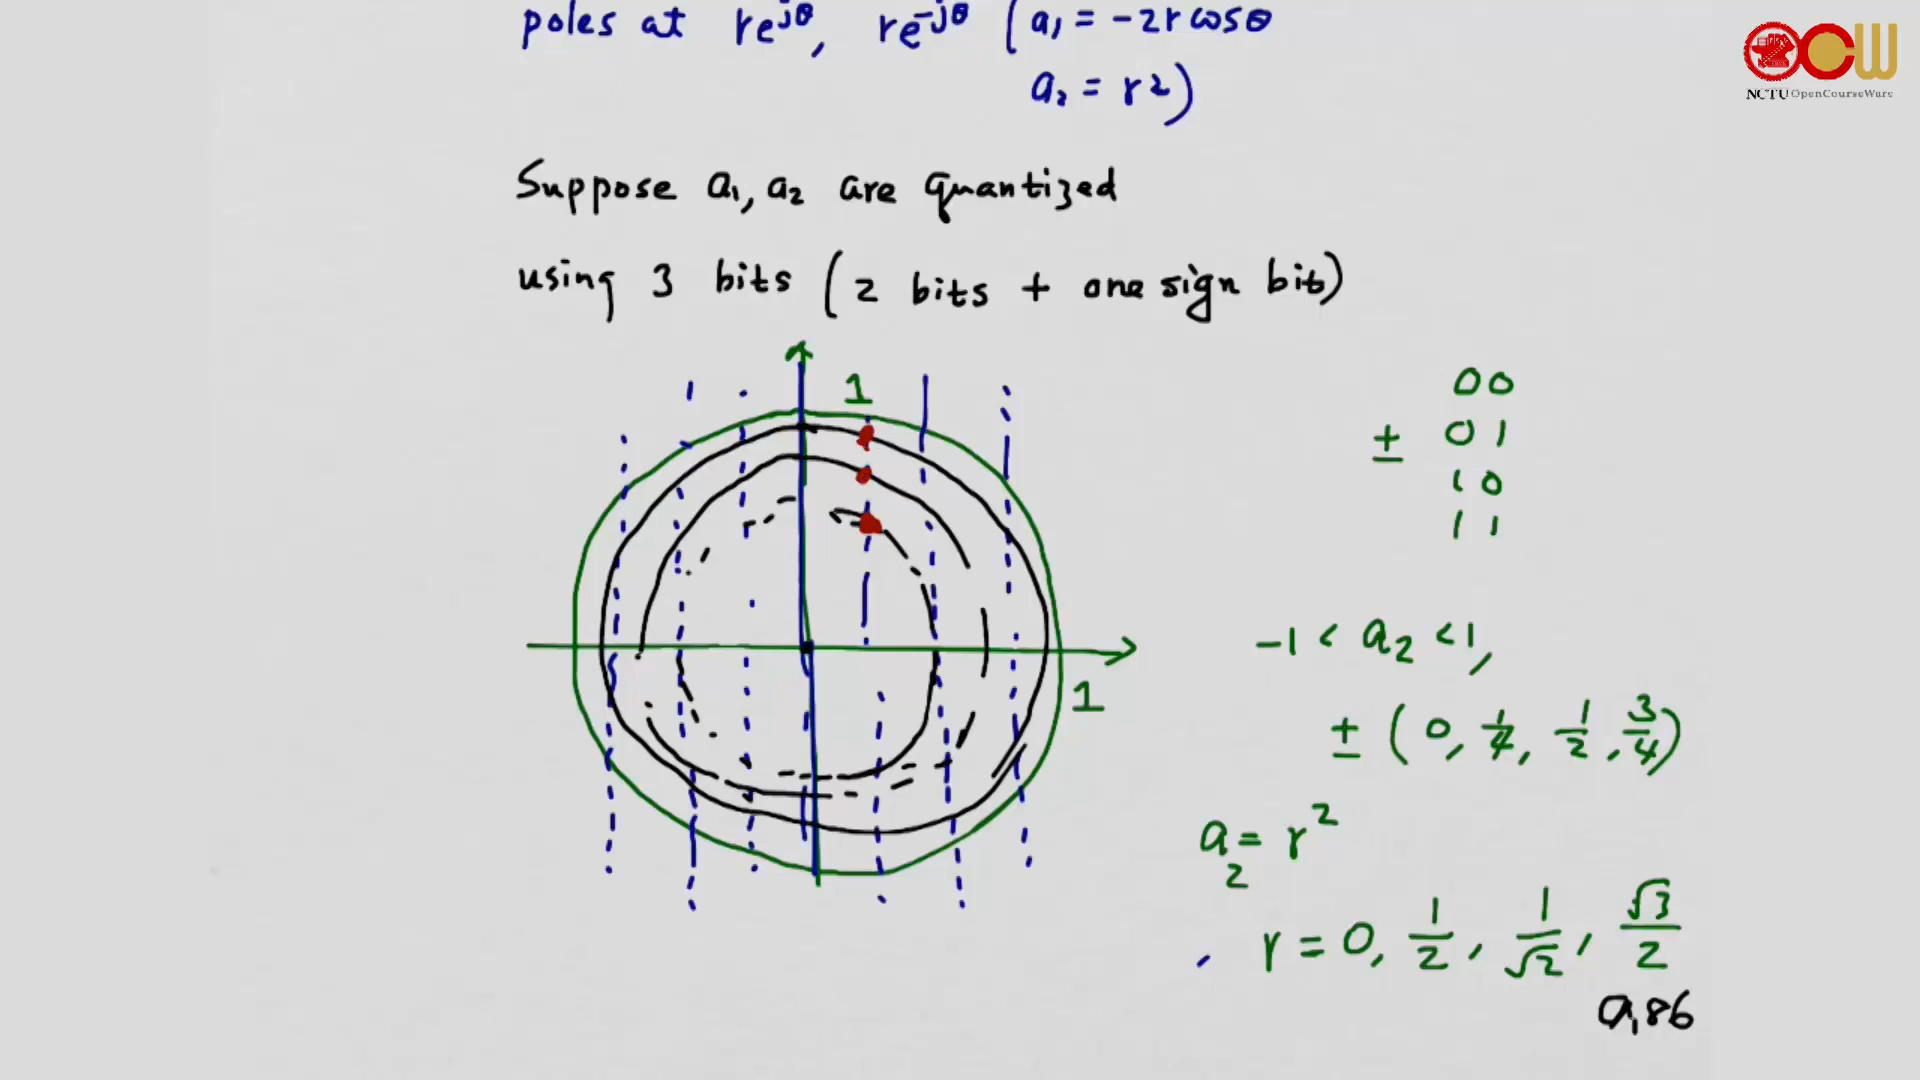 poles at re^jθ, re^-jθ (a₁ = -2r cosθ
a₂ = r²)
OCW
NCTU OpenCourseWare
Suppose a₁, a₂ are quantized
using 3 bits (2 bits + one sign bit)
1
1
00
± 01
10
11
-1 < a₂ < 1,
± (0, 1/4, 1/2, 3/4)
a₂ = r²
r = 0, 1/2, 1/√2, √3/2
0.86